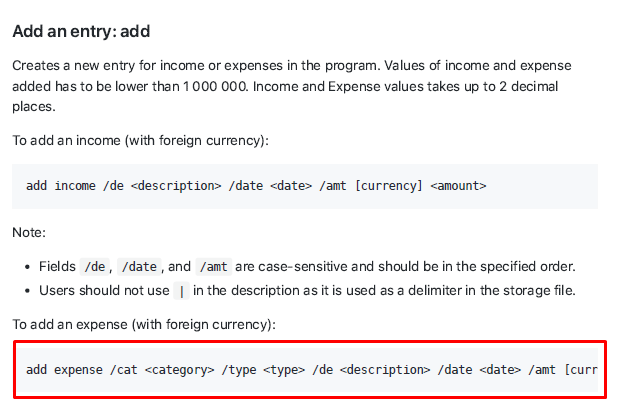 Add an entry: add
Creates a new entry for income or expenses in the program. Values of income and expense
added has to be lower than 1 000 000. Income and Expense values takes up to 2 decimal
places.
To add an income (with foreign currency):
add income /de <description> /date <date> /amt [currency] <amount>
Note:
• Fields /de, /date, and /amt are case-sensitive and should be in the specified order.
• Users should not use | in the description as it is used as a delimiter in the storage file.
To add an expense (with foreign currency):
add expense /cat <category> /type <type> /de <description> /date <date> /amt [curr